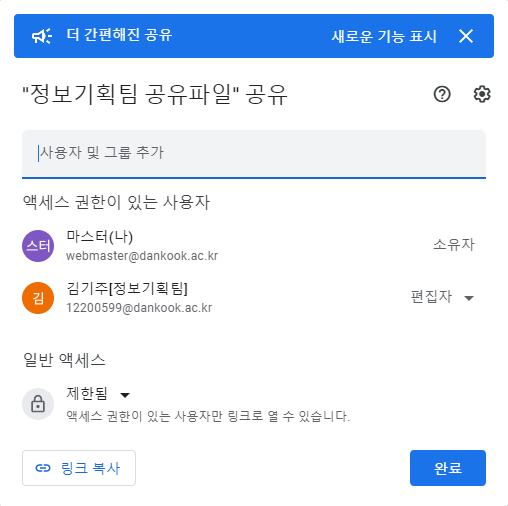 더 간편해진 공유 새로운 기능 표시
"정보기획팀 공유파일" 공유
사용자 및 그룹 추가
액세스 권한이 있는 사용자
스터 마스터(나) 소유자
webmaster@dankook.ac.kr
김 김기주[정보기획팀] 편집자
12200599@dankook.ac.kr
일반 액세스
제한됨
액세스 권한이 있는 사용자만 링크로 열 수 있습니다.
링크 복사 완료